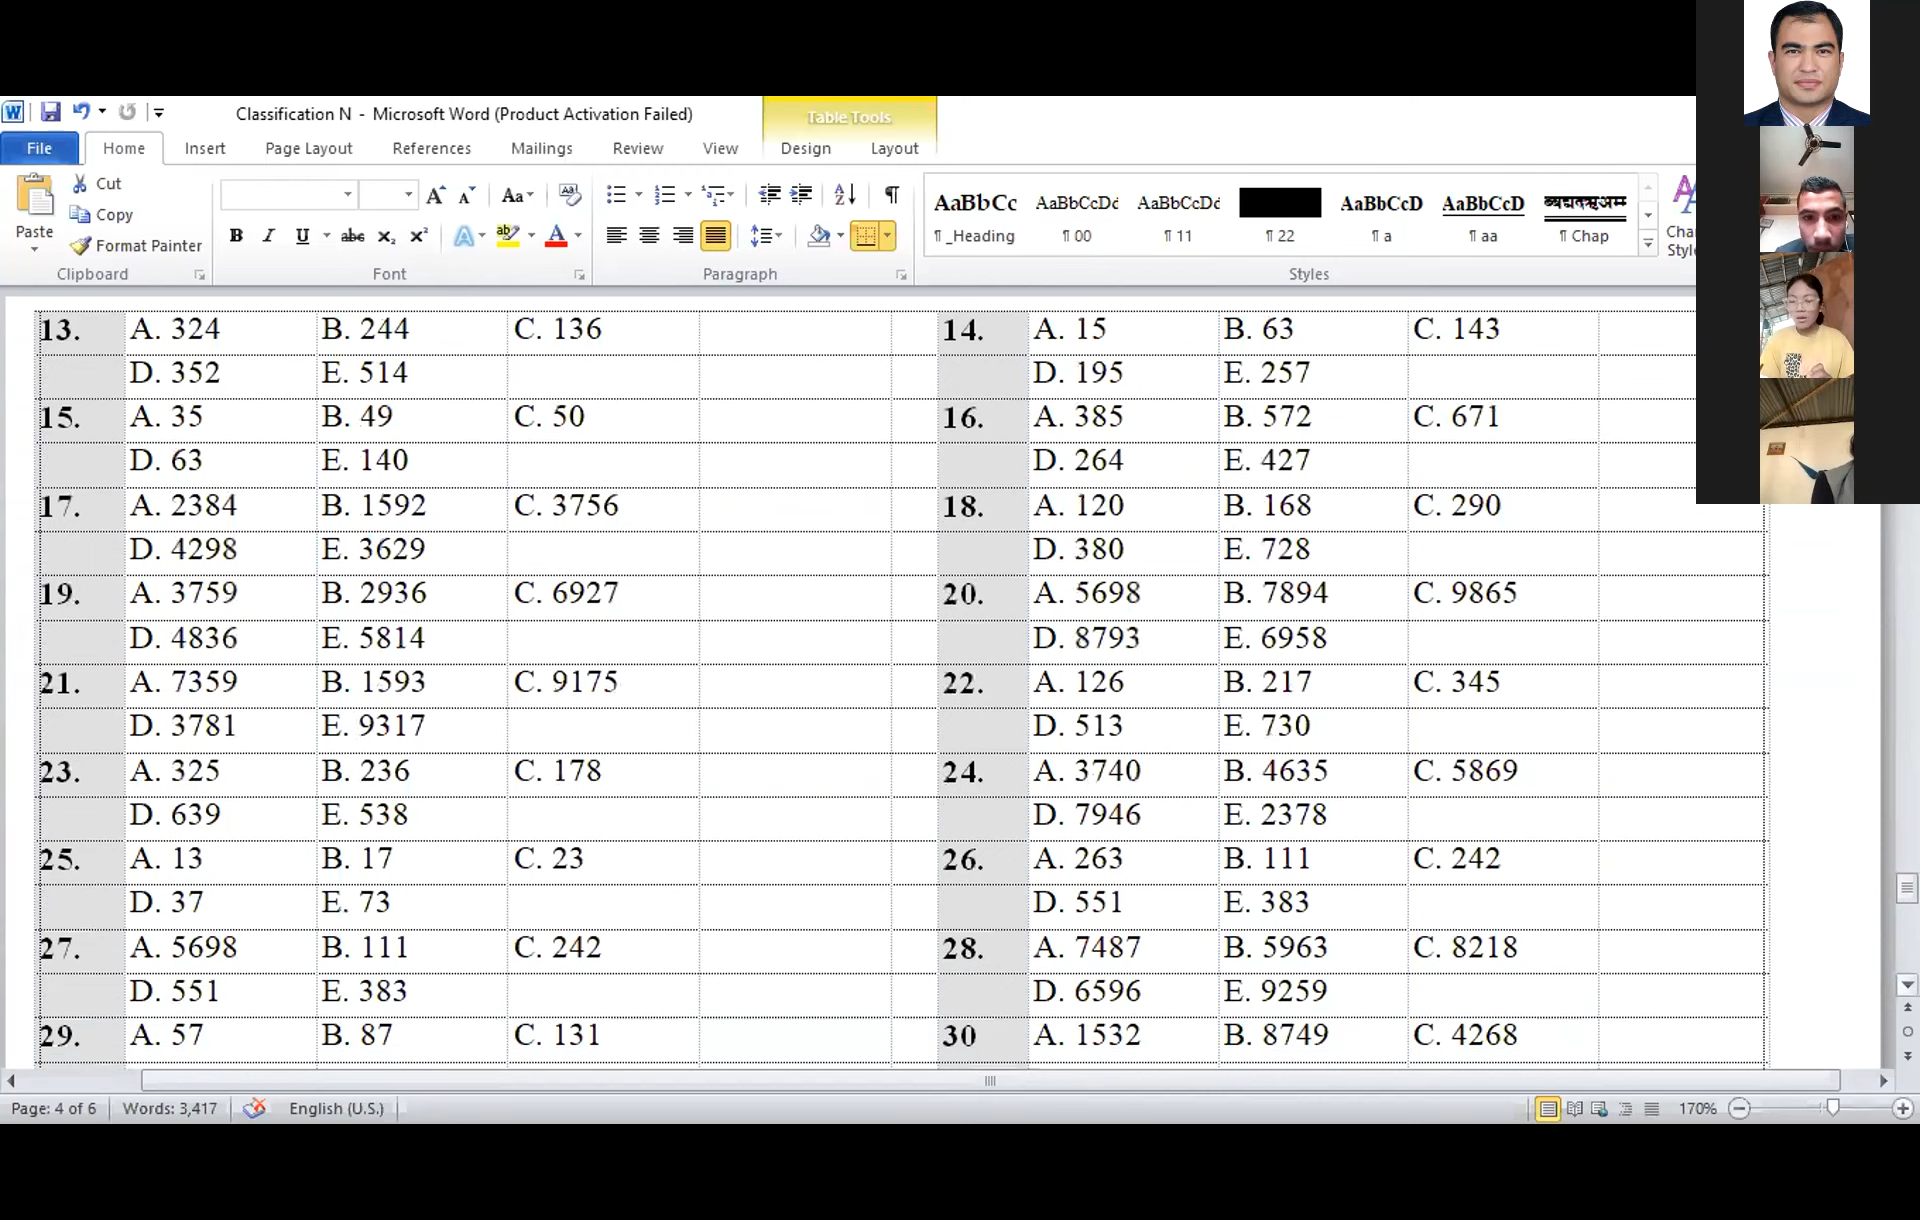 Classification N - Microsoft Word (Product Activation Failed)
Table Tools
File Home Insert Page Layout References Mailings Review View Design Layout
Paste
Cut
Copy
Format Painter
Clipboard
Aa
B I U abe X₂ X²
Font
Paragraph
AaBbCc AaBbCcDd AaBbCcDd AaBbCcD AaBbCcD
¶ _Heading ¶ 00 ¶ 11 ¶ 22 ¶ a ¶ aa ¶ Chap
Styles
13. A. 324 B. 244 C. 136 14. A. 15 B. 63 C. 143
D. 352 E. 514 D. 195 E. 257
15. A. 35 B. 49 C. 50 16. A. 385 B. 572 C. 671
D. 63 E. 140 D. 264 E. 427
17. A. 2384 B. 1592 C. 3756 18. A. 120 B. 168 C. 290
D. 4298 E. 3629 D. 380 E. 728
19. A. 3759 B. 2936 C. 6927 20. A. 5698 B. 7894 C. 9865
D. 4836 E. 5814 D. 8793 E. 6958
21. A. 7359 B. 1593 C. 9175 22. A. 126 B. 217 C. 345
D. 3781 E. 9317 D. 513 E. 730
23. A. 325 B. 236 C. 178 24. A. 3740 B. 4635 C. 5869
D. 639 E. 538 D. 7946 E. 2378
25. A. 13 B. 17 C. 23 26. A. 263 B. 111 C. 242
D. 37 E. 73 D. 551 E. 383
27. A. 5698 B. 111 C. 242 28. A. 7487 B. 5963 C. 8218
D. 551 E. 383 D. 6596 E. 9259
29. A. 57 B. 87 C. 131 30 A. 1532 B. 8749 C. 4268
Page: 4 of 6 Words: 3,417 English (U.S.) 170%